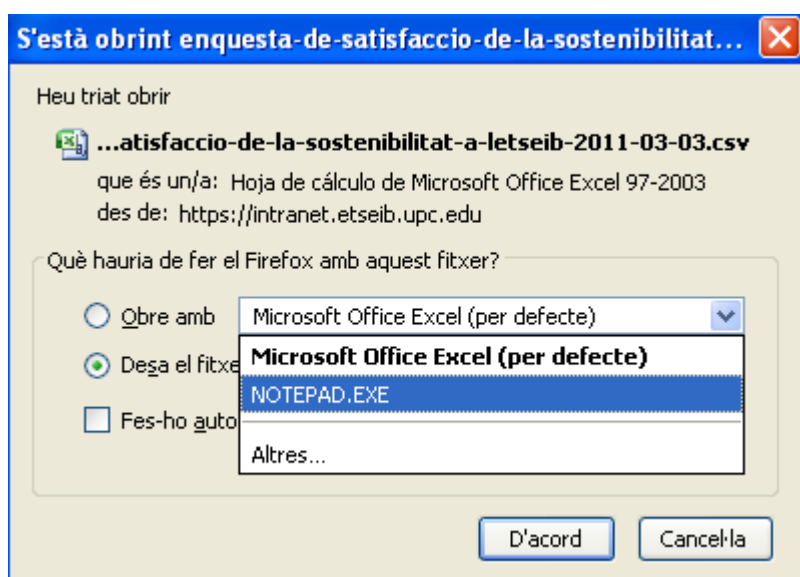 S'està obrint enquesta-de-satisfaccio-de-la-sostenibilitat...
Heu triat obrir
...atisfaccio-de-la-sostenibilitat-a-letseib-2011-03-03.csv
que és un/a: Hoja de cálculo de Microsoft Office Excel 97-2003
des de: https://intranet.etseib.upc.edu
Què hauria de fer el Firefox amb aquest fitxer?
Obre amb Microsoft Office Excel (per defecte)
Microsoft Office Excel (per defecte)
Desa el fitxe
NOTEPAD.EXE
Fes-ho auto
Altres...
D'acord Cancel·la